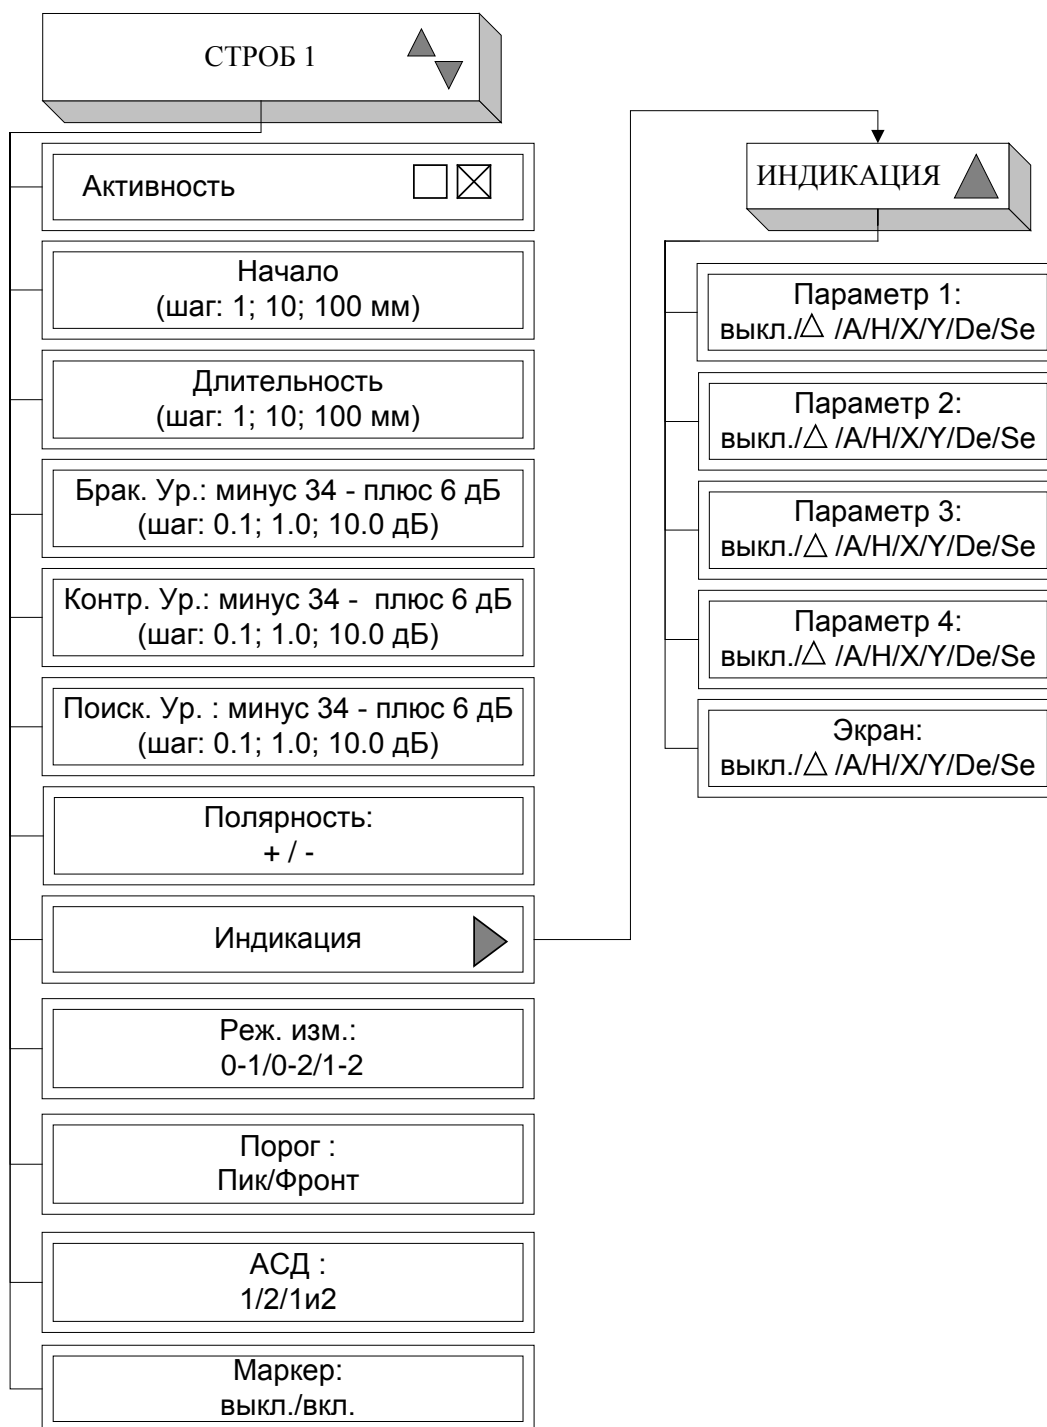 СТРОБ 1
Активность
Начало
(шаг: 1; 10; 100 мм)
Длительность
(шаг: 1; 10; 100 мм)
Брак. Ур.: минус 34 - плюс 6 дБ
(шаг: 0.1; 1.0; 10.0 дБ)
Контр. Ур.: минус 34 - плюс 6 дБ
(шаг: 0.1; 1.0; 10.0 дБ)
Поиск. Ур. : минус 34 - плюс 6 дБ
(шаг: 0.1; 1.0; 10.0 дБ)
Полярность:
+ / -
Индикация
Реж. изм.:
0-1/0-2/1-2
Порог :
Пик/Фронт
АСД :
1/2/1и2
Маркер:
выкл./вкл.
ИНДИКАЦИЯ
Параметр 1:
выкл./△ /A/H/X/Y/De/Se
Параметр 2:
выкл./△ /A/H/X/Y/De/Se
Параметр 3:
выкл./△ /A/H/X/Y/De/Se
Параметр 4:
выкл./△ /A/H/X/Y/De/Se
Экран:
выкл./△ /A/H/X/Y/De/Se